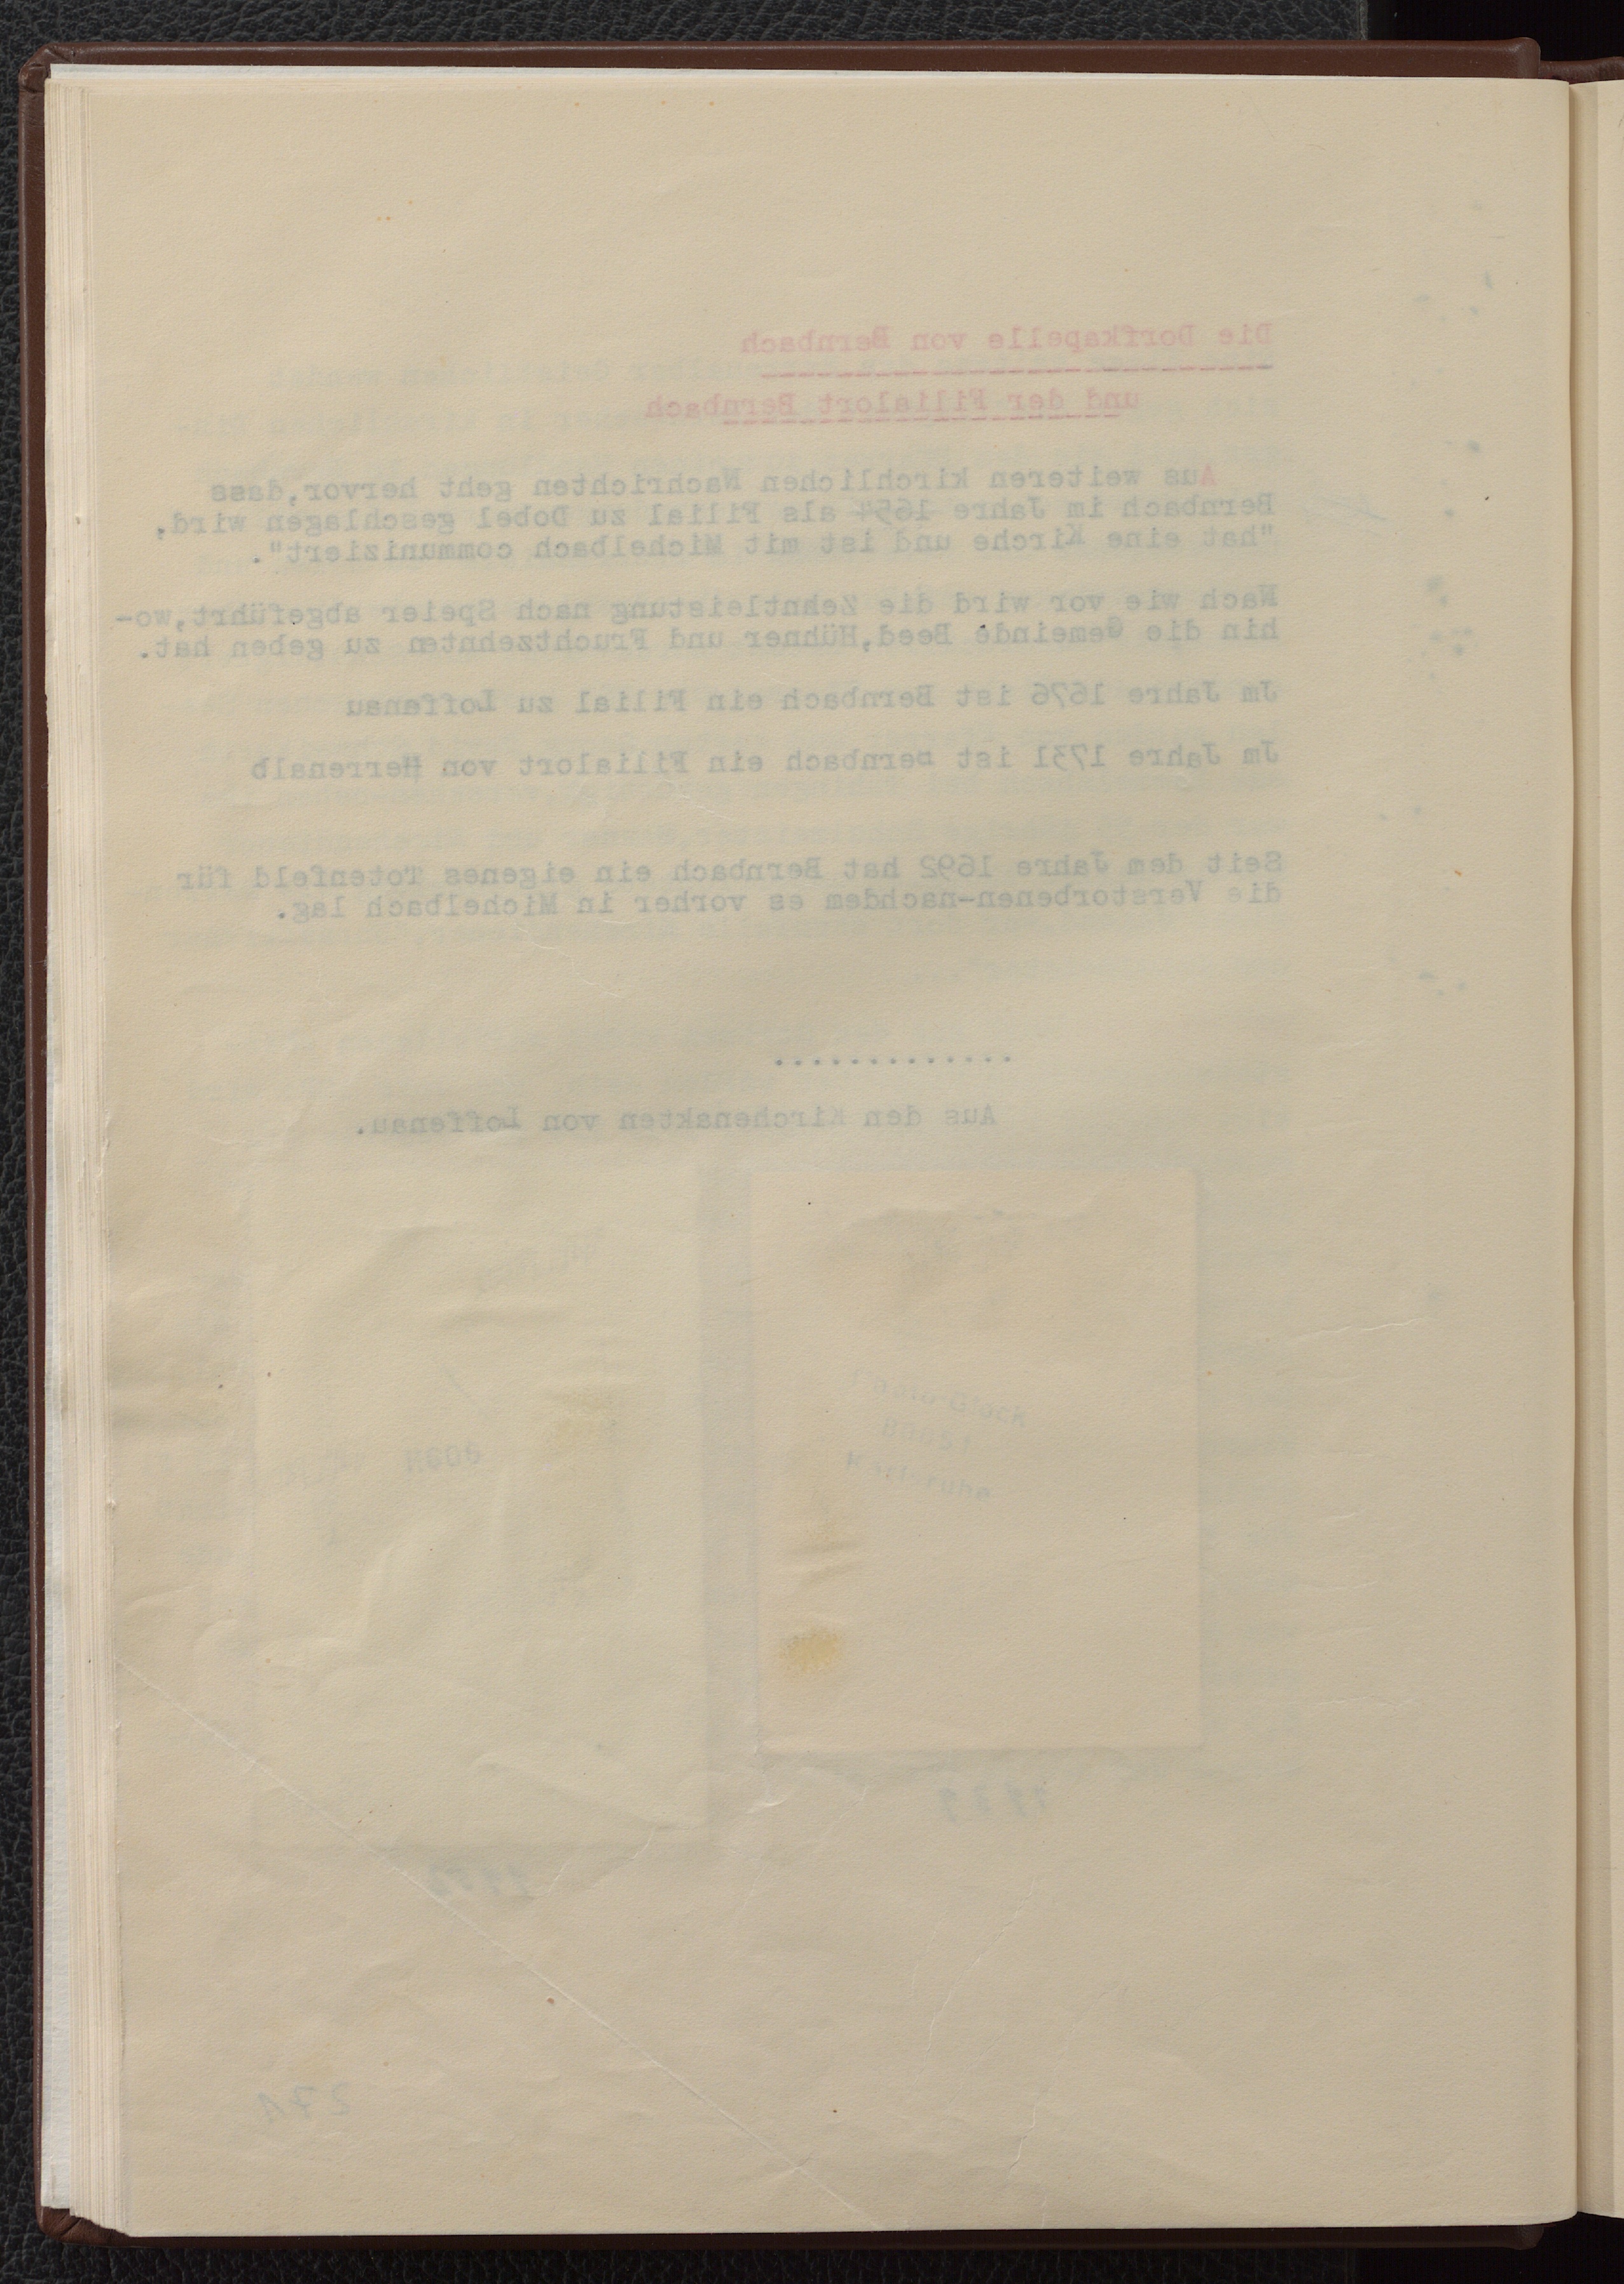 Die Dorfkapelle von Bernbach
und der Filialort Bernbach
Aus weiteren kirchlichen Nachrichten geht hervor,dass
Bernbach im Jahre 1654 als Filial zu Dobel geschlagen wird,
"hat eine Kirche und ist mit Michelbach communiziert".
Nach wie vor wird die Zehntleistung nach Speier abgeführt,wo-
hin die Gemeinde Beed,Hühner und Fruchtzehnten zu geben hat.
Jm Jahre 1676 ist Bernbach ein Filial zu Loffenau
Jm Jahre 1731 ist Bernbach ein Filialort von Herrenalb
Seit dem Jahre 1692 hat Bernbach ein eigenes Totenfeld für
die Verstorbenen-nachdem es vorher in Michelbach lag.
.............
Aus den Kirchenakten von Loffenau.
Glock
Karlsruhe
271